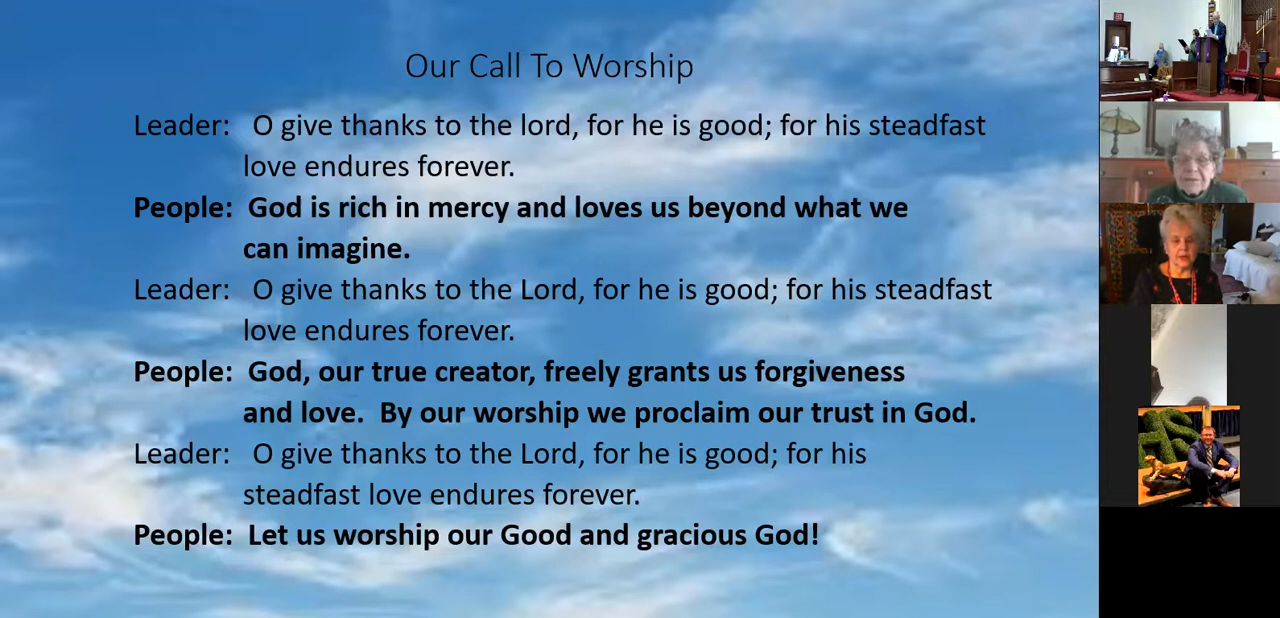 Our Call To Worship
Leader: O give thanks to the lord, for he is good; for his steadfast
love endures forever.
People: God is rich in mercy and loves us beyond what we
can imagine.
Leader: O give thanks to the Lord, for he is good; for his steadfast
love endures forever.
People: God, our true creator, freely grants us forgiveness
and love. By our worship we proclaim our trust in God.
Leader: O give thanks to the Lord, for he is good; for his
steadfast love endures forever.
People: Let us worship our Good and gracious God!